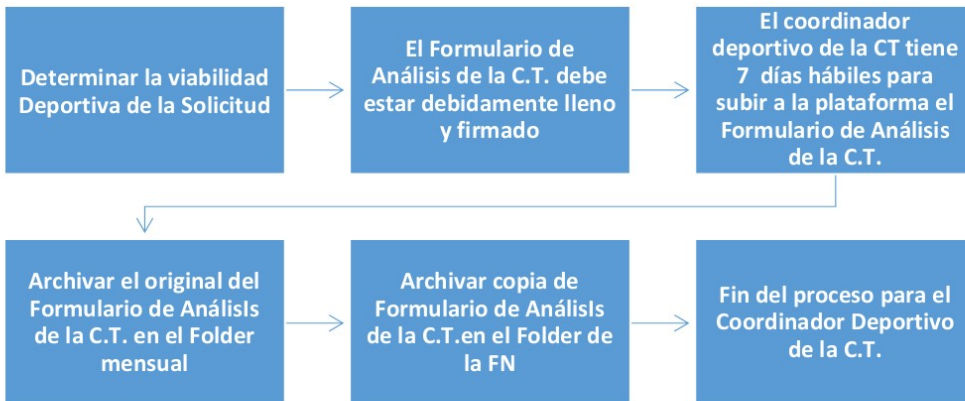 Determinar la viabilidad
Deportiva de la Solicitud
El Formulario de
Análisis de la C.T. debe
estar debidamente lleno
y firmado
El coordinador
deportivo de la CT tiene
7 días hábiles para
subir a la plataforma el
Formulario de Análisis
de la C.T.
Archivar el original del
Formulario de AnálisIs
de la C.T. en el Folder
mensual
Archivar copia de
Formulario de AnálisIs
de la C.T.en el Folder de
la FN
Fin del proceso para el
Coordinador Deportivo
de la C.T.